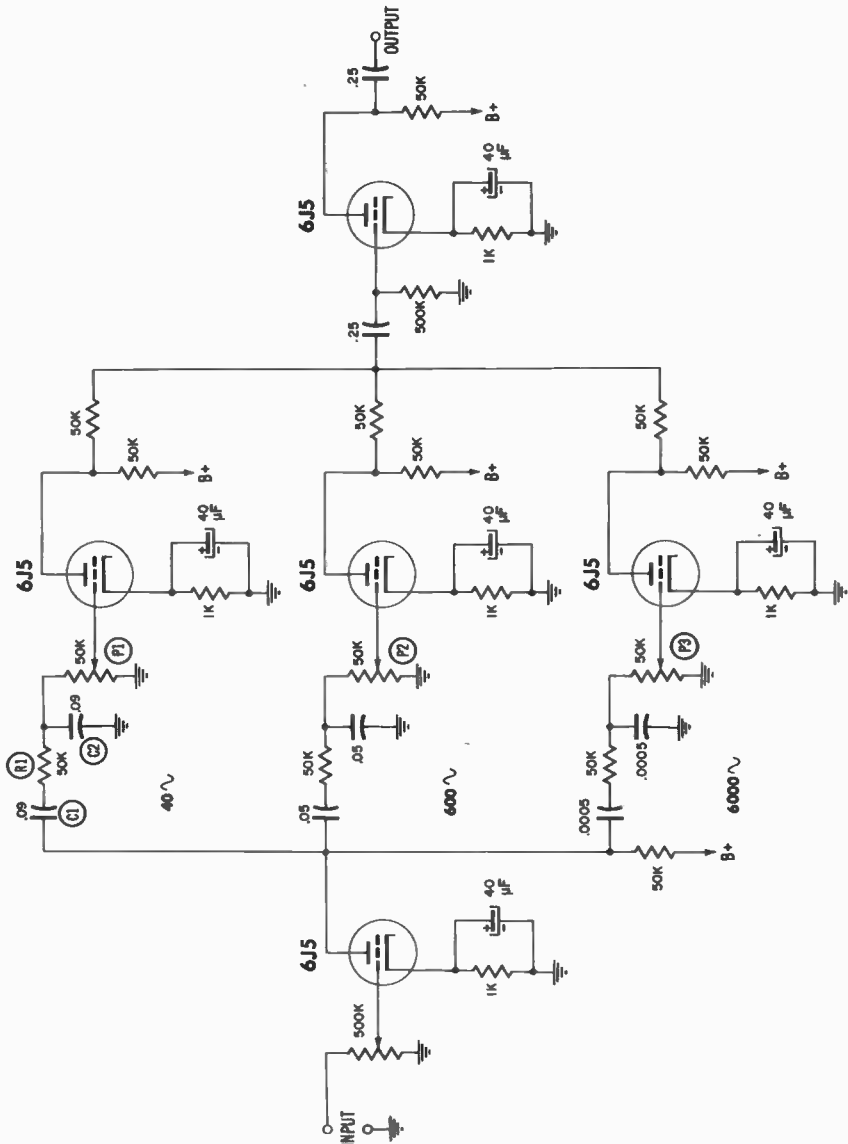 INPUT
500K
6J5
1K
40 µF
50K
B+
.09
C1
R1
50K
.09
C2
50K
P1
40~
6J5
1K
40 µF
50K
B+
50K
.05
50K
.05
50K
P2
600~
6J5
1K
40 µF
50K
B+
50K
.0005
50K
.0005
50K
P3
6000~
6J5
1K
40 µF
50K
B+
50K
.25
500K
6J5
1K
40 µF
50K
B+
.25
OUTPUT